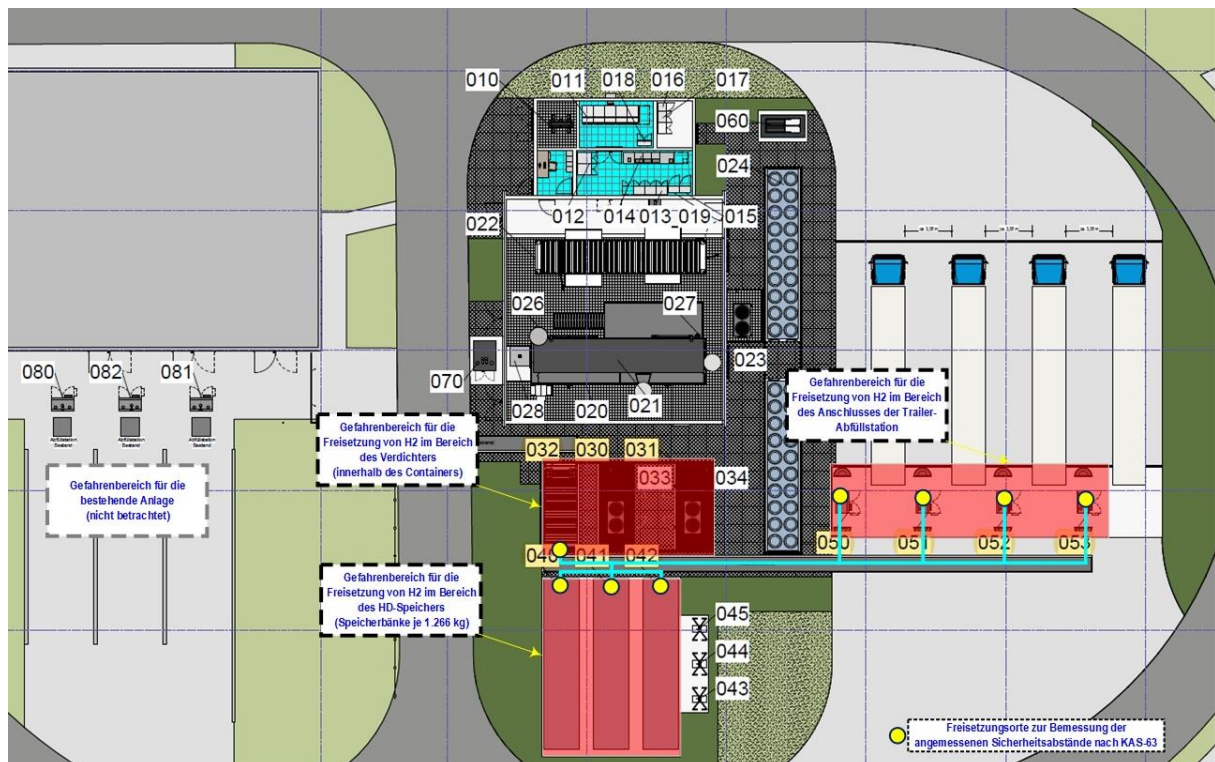 010
011
018
016
017
060
024
012
014
013
019
015
022
026
027
023
070
028
020
021
080
082
081
Abfüllstation
Bestand
Abfüllstation
Bestand
Abfüllstation
Bestand
Gefahrenbereich für die
Freisetzung von H2 im Bereich
des Anschlusses der Trailer-
Abfüllstation
Gefahrenbereich für die
Freisetzung von H2 im Bereich
des Verdichters
(innerhalb des Containers)
Gefahrenbereich für die
bestehende Anlage
(nicht betrachtet)
032
030
031
033
034
050
051
052
053
040
041
042
Gefahrenbereich für die
Freisetzung von H2 im Bereich
des HD-Speichers
(Speicherbänke je 1.266 kg)
045
044
043
Freisetzungsorte zur Bemessung der
angemessenen Sicherheitsabstände nach KAS-63